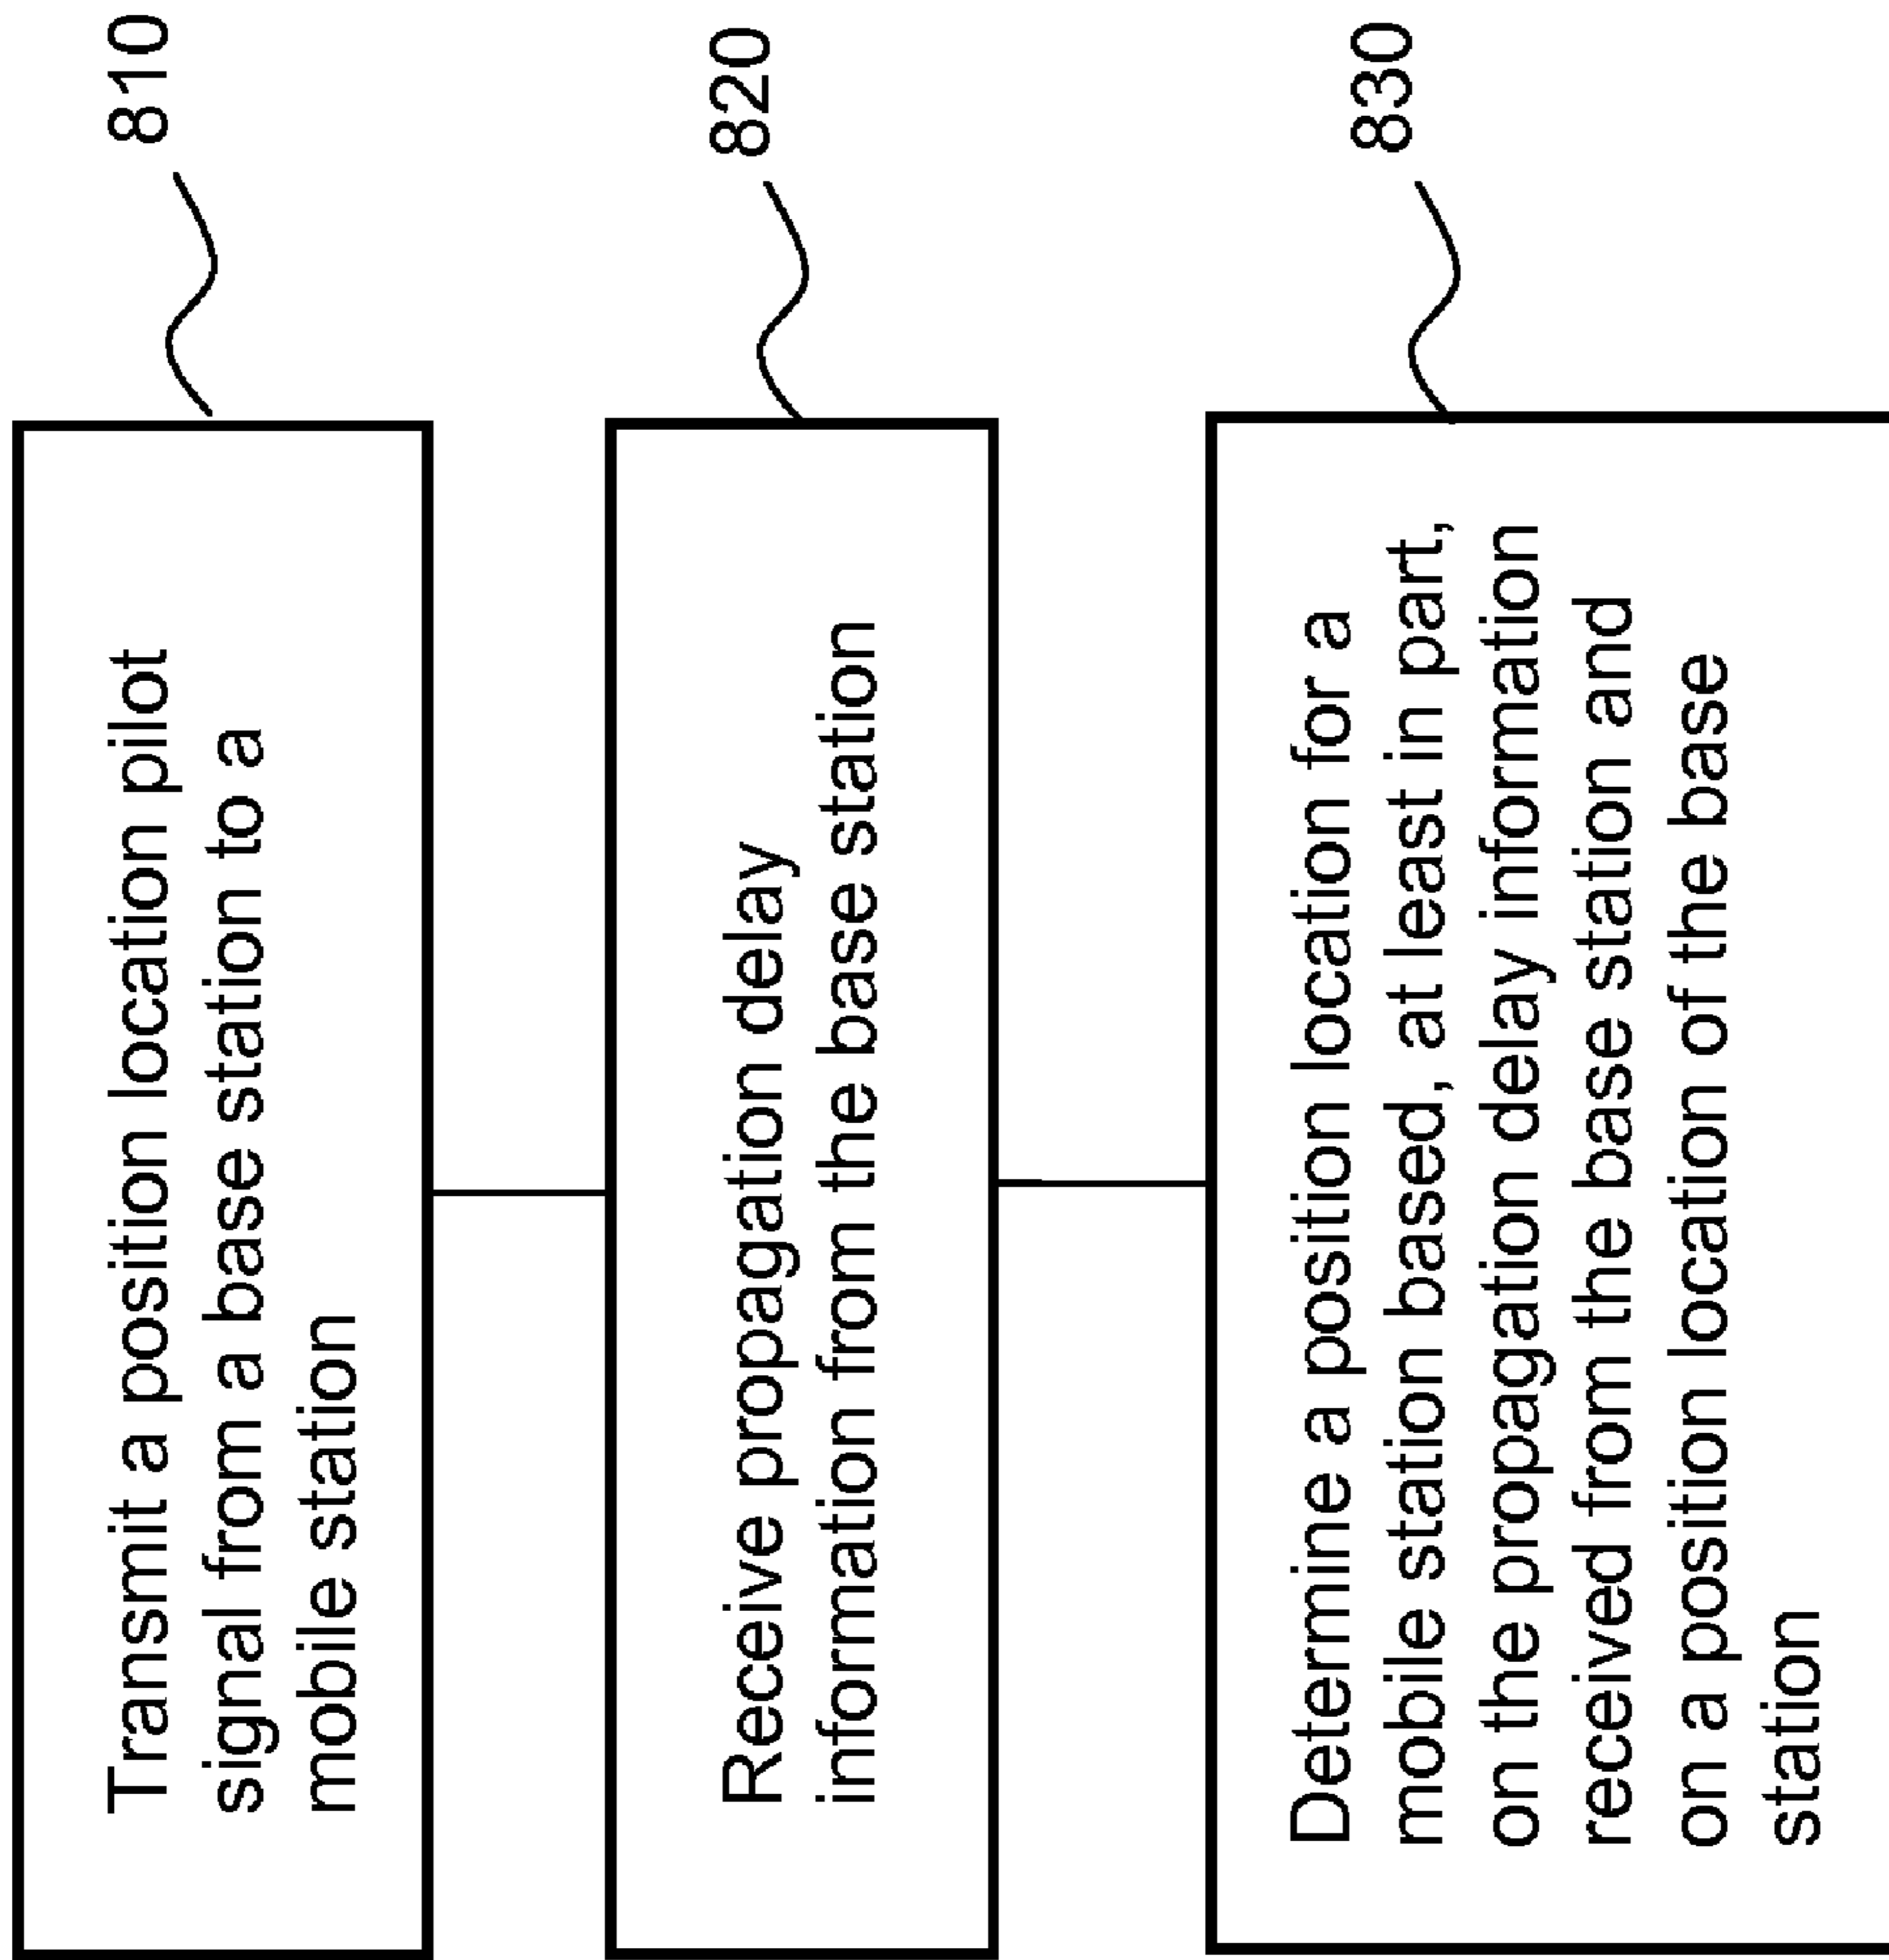 Transmit a position location pilot
signal from a base station to a
mobile station
810
Receive propagation delay
information from the base station
820
Determine a position location for a
mobile station based, at least in part,
on the propagation delay information
received from the base station and
on a position location of the base
station
830